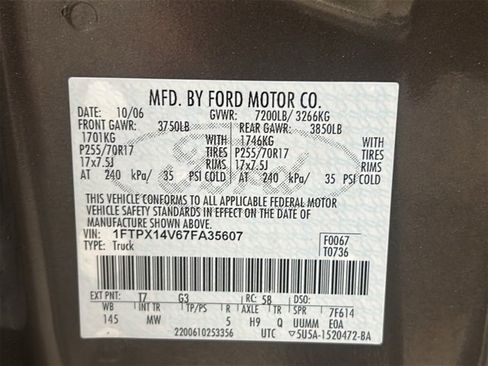 MFD. BY FORD MOTOR CO.
DATE: 10/06 GVWR: 7200LB/ 3266KG
FRONT GAWR: 3750LB REAR GAWR: 3850LB
1701KG WITH 1746KG WITH
P255/70R17 TIRES P255/70R17 TIRES
17x7.5J RIMS 17x7.5J RIMS
AT 240 kPa/ 35 PSI COLD AT 240 kPa/ 35 PSI COLD
Ford
THIS VEHICLE CONFORMS TO ALL APPLICABLE FEDERAL MOTOR
VEHICLE SAFETY STANDARDS IN EFFECT ON THE DATE OF
MANUFACTURE SHOWN ABOVE.
VIN: 1FTPX14V67FA35607 F0067
TYPE: Truck T0736
EXT PNT: T7 G3 RC: 58 7F614
WB INT TR TP/PS R AXLE TR SPR E0A
145 MW 5 H9 Q UUMM
2200610253356 UTC 5U5A-1520472-BA